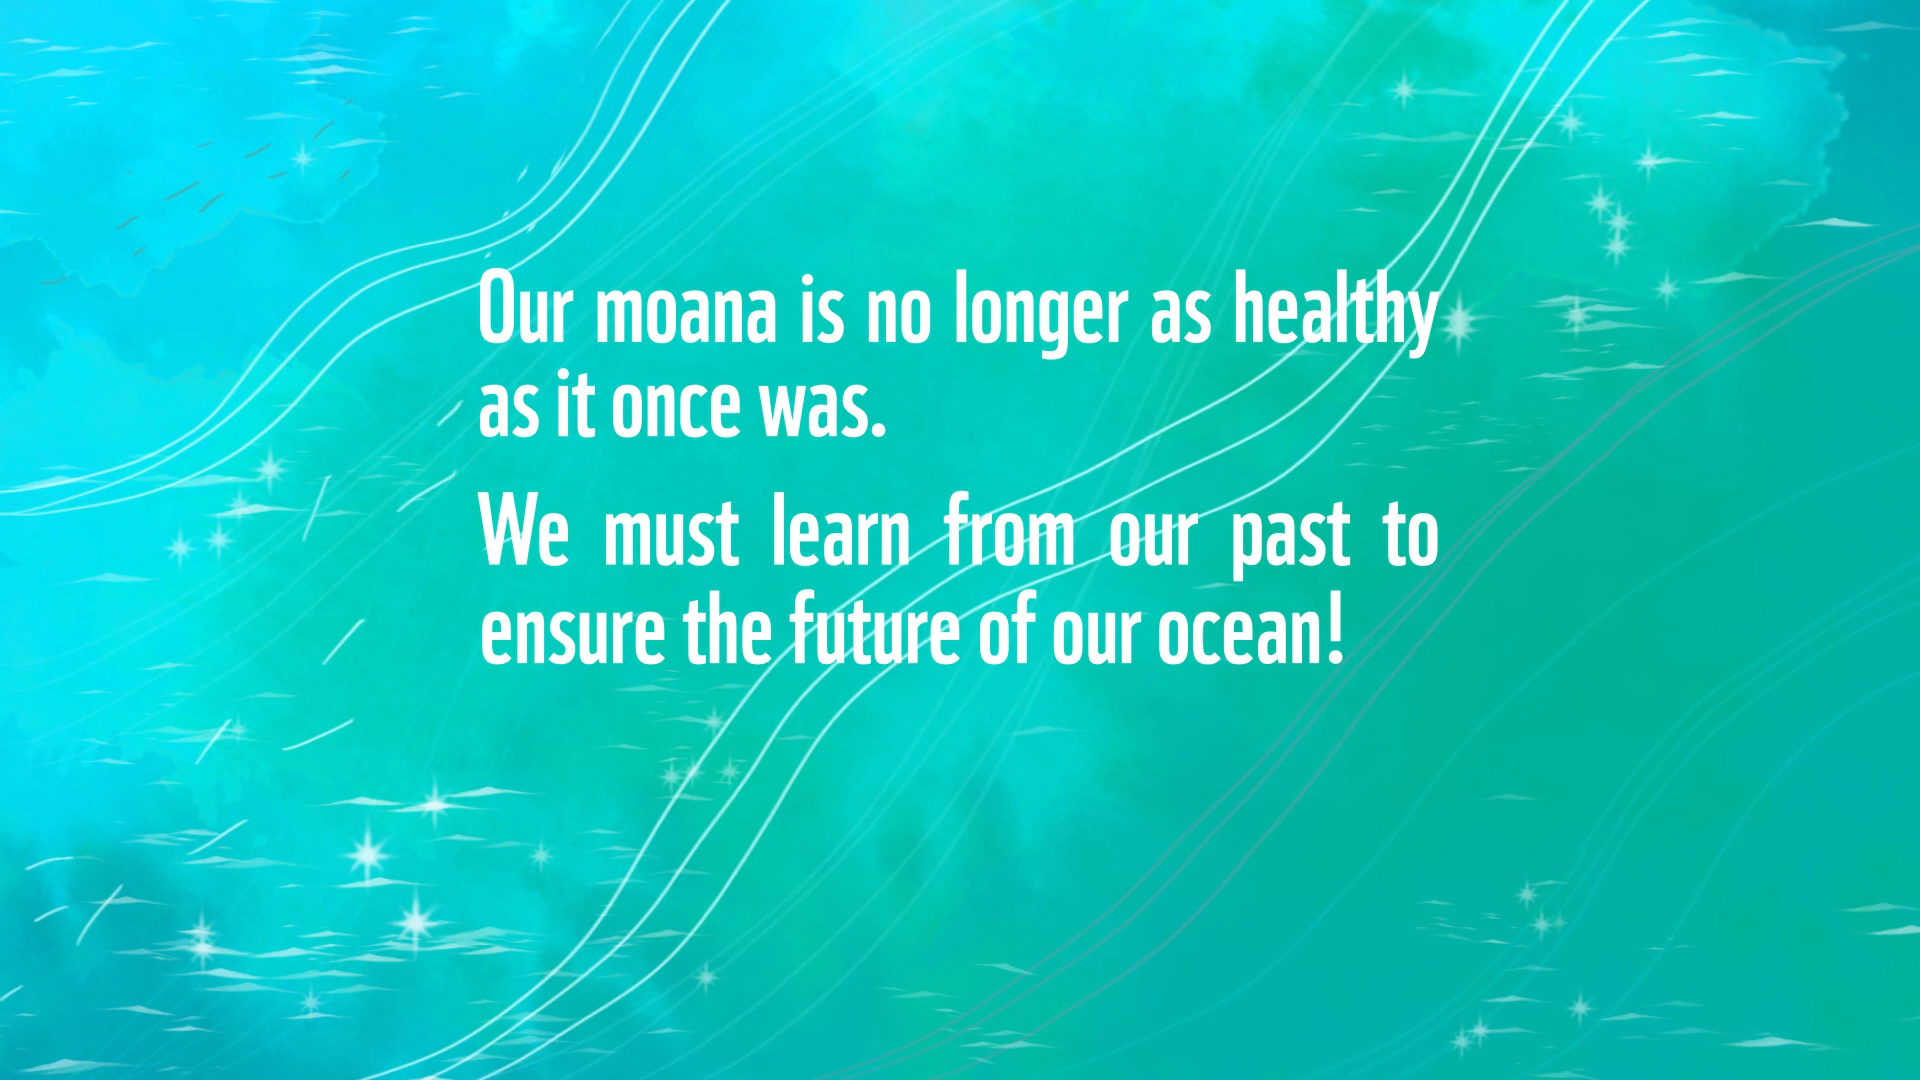 Our moana is no longer as healthy
as it once was.
We must learn from our past to
ensure the future of our ocean!